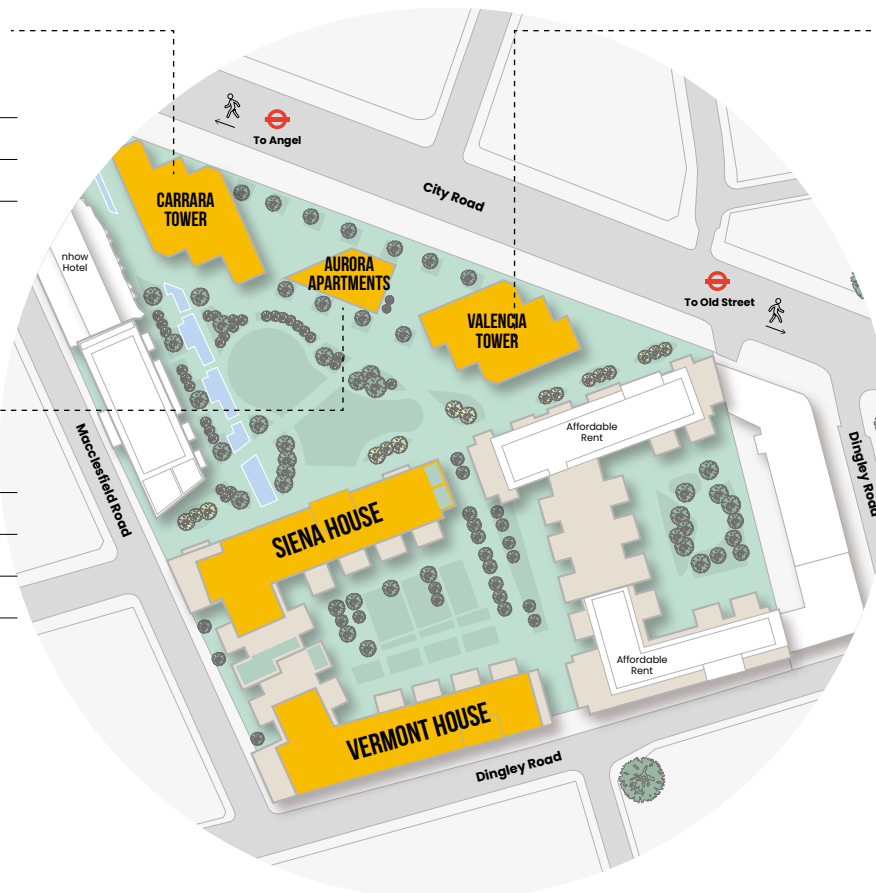 To Angel
City Road
CARRARA
TOWER
nhow
Hotel
AURORA
APARTMENTS
To Old Street
VALENCIA
TOWER
Affordable
Rent
Macclesfield Road
Dingley Road
SIENA HOUSE
Affordable
Rent
VERMONT HOUSE
Dingley Road